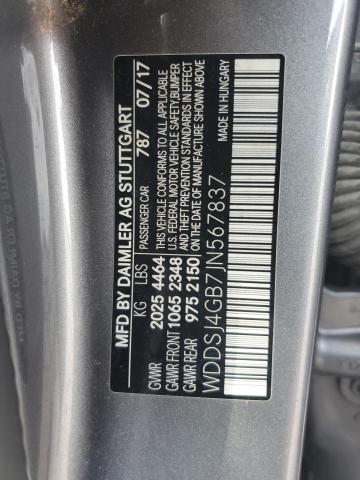 MFD BY DAIMLER AG STUTTGART
KG LBS PASSENGER CAR 787 07/17
GVWR 2025 4464 THIS VEHICLE CONFORMS TO ALL APPLICABLE
GAWR FRONT 1065 2348 U.S. FEDERAL MOTOR VEHICLE SAFETY, BUMPER
GAWR REAR 975 2150 AND THEFT PREVENTION STANDARDS IN EFFECT
ON THE DATE OF MANUFACTURE SHOWN ABOVE.
WDDSJ4GB7JN567837 MADE IN HUNGARY